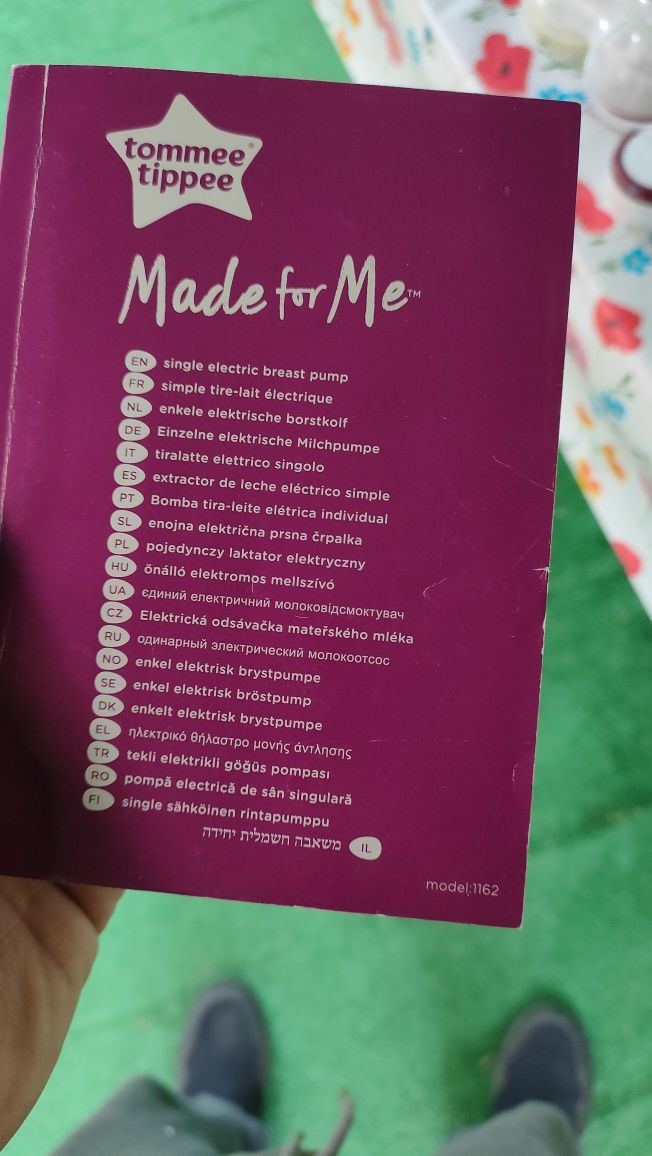 tommee®
tippee
Made for Me™
EN single electric breast pump
FR simple tire-lait électrique
NL enkele elektrische borstkolf
DE Einzelne elektrische Milchpumpe
IT tiralatte elettrico singolo
ES extractor de leche eléctrico simple
PT Bomba tira-leite elétrica individual
SL enojna električna prsna črpalka
PL pojedynczy laktator elektryczny
HU önálló elektromos mellszívó
UA єдиний електричний молоковідсмоктувач
CZ Elektrická odsávačka mateřského mléka
RU одинарный электрический молокоотсос
NO enkel elektrisk brystpumpe
SE enkel elektrisk bröstpump
DK enkelt elektrisk brystpumpe
EL ηλεκτρικό θήλαστρο μονής άντλησης
TR tekli elektrikli göğüs pompası
RO pompă electrică de sân singulară
FI single sähköinen rintapumppu
IL משאבה חשמלית יחידה
model:1162